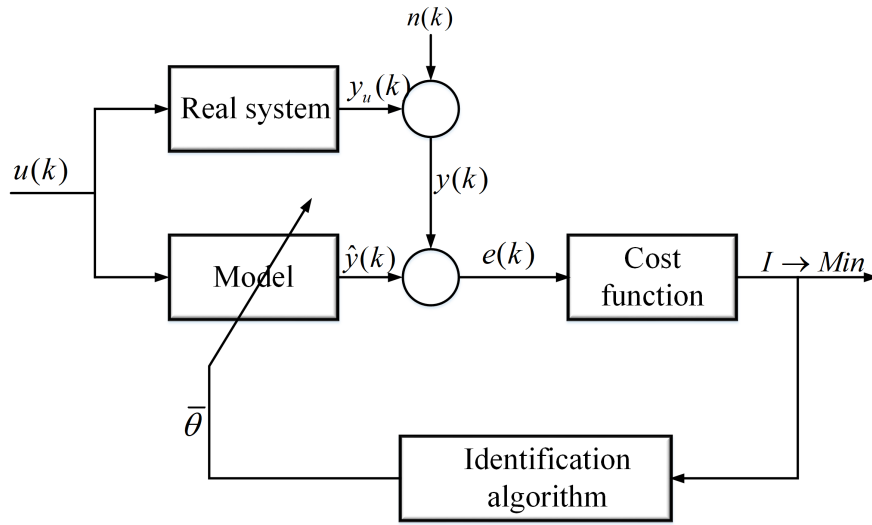 n(k)
Real system
y_u(k)
u(k)
y(k)
Model
ŷ(k)
e(k)
Cost
function
I → Min
θ̅
Identification
algorithm